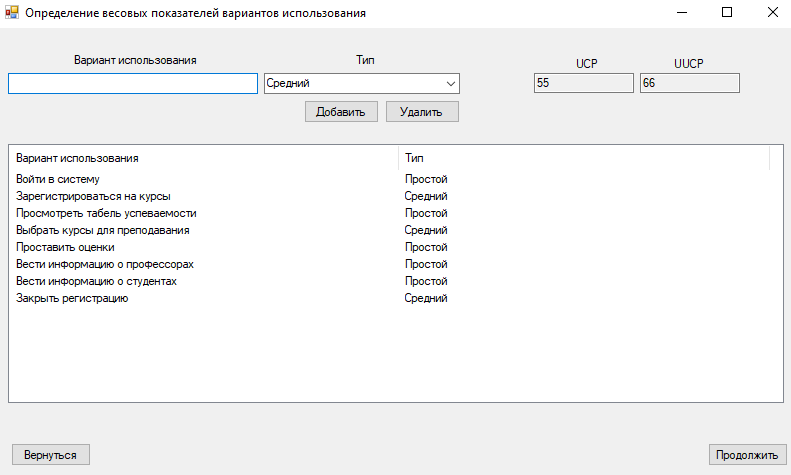 Определение весовых показателей вариантов использования
Вариант использования Тип UCP UUCP
Средний 55 66
Добавить Удалить
Вариант использования Тип
Войти в систему Простой
Зарегистрироваться на курсы Средний
Просмотреть табель успеваемости Простой
Выбрать курсы для преподавания Средний
Проставить оценки Простой
Вести информацию о профессорах Простой
Вести информацию о студентах Простой
Закрыть регистрацию Средний
Вернуться Продолжить